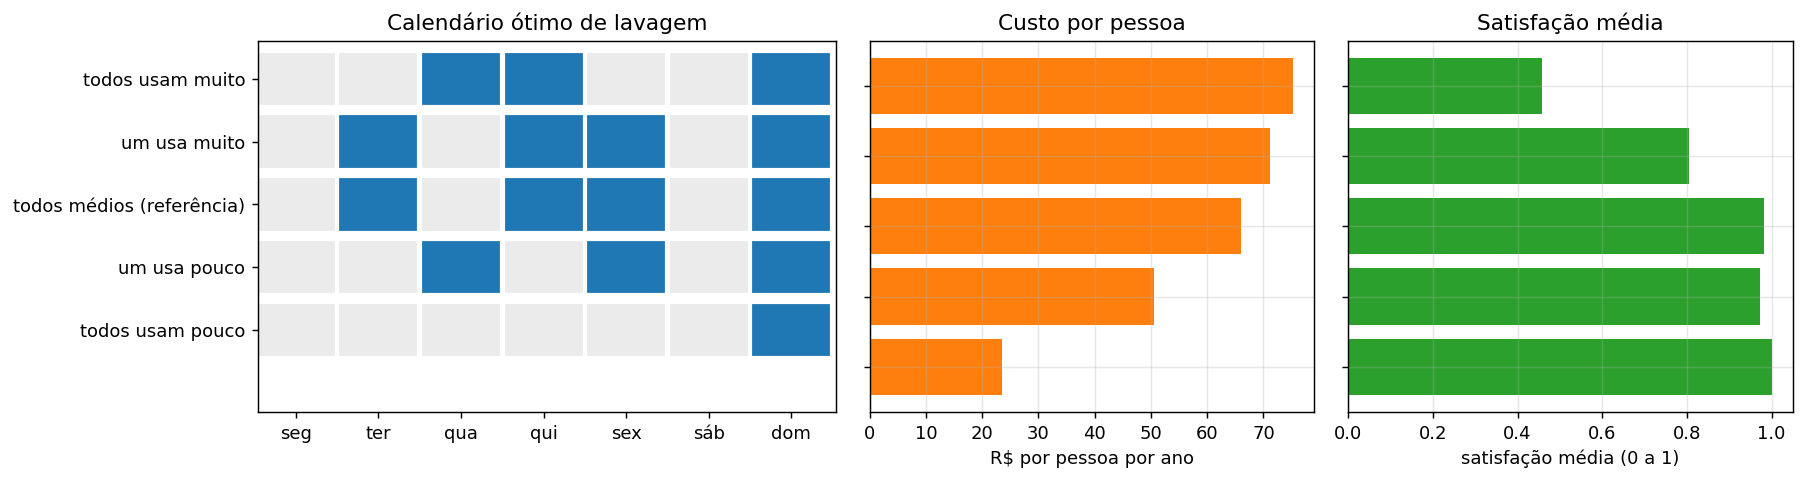 Calendário ótimo de lavagem
todos usam muito
um usa muito
todos médios (referência)
um usa pouco
todos usam pouco
seg ter qua qui sex sáb dom
Custo por pessoa
0 10 20 30 40 50 60 70
R$ por pessoa por ano
Satisfação média
0.0 0.2 0.4 0.6 0.8 1.0
satisfação média (0 a 1)